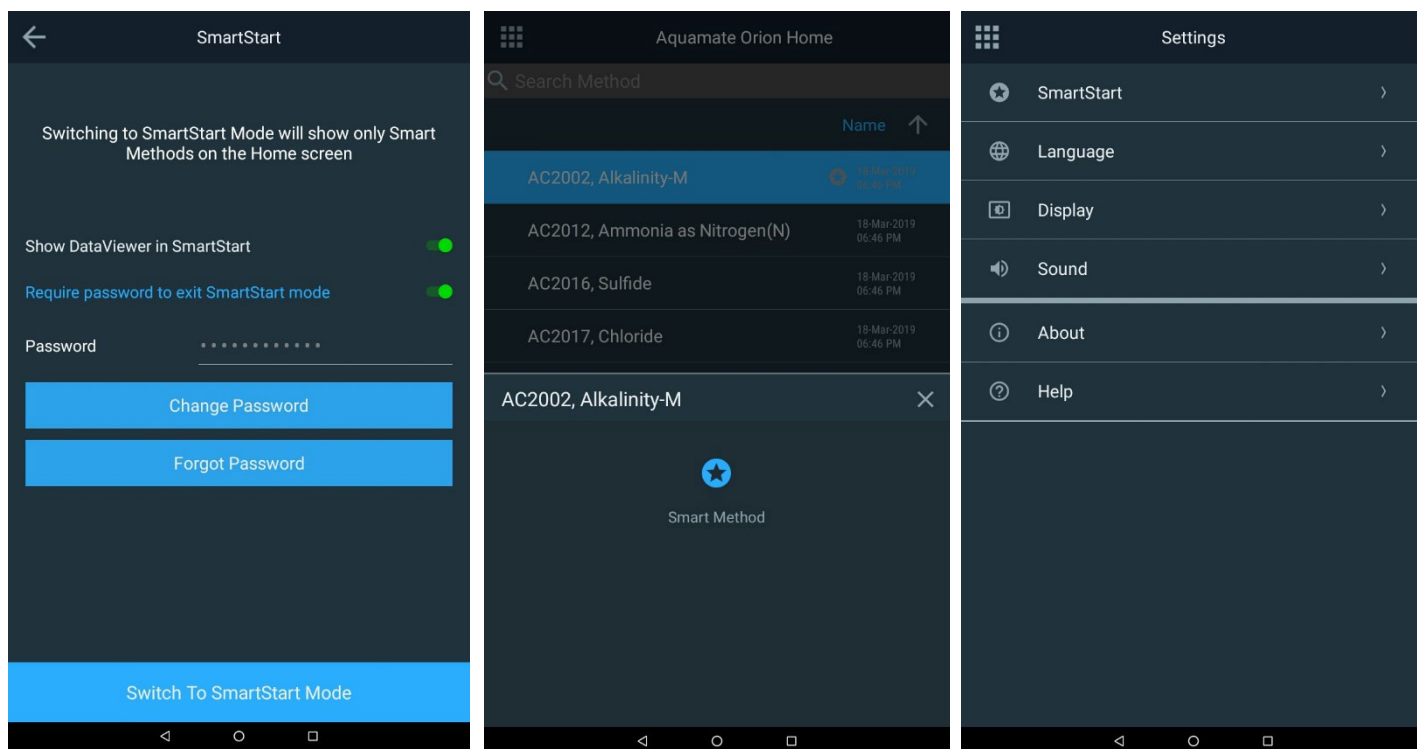 SmartStart
Switching to SmartStart Mode will show only Smart
Methods on the Home screen
Show DataViewer in SmartStart
Require password to exit SmartStart mode
Password ············
Change Password
Forgot Password
Switch To SmartStart Mode
Aquamate Orion Home
Search Method
Name
AC2002, Alkalinity-M 18-Mar-2019
06:46 PM
AC2012, Ammonia as Nitrogen(N) 18-Mar-2019
06:46 PM
AC2016, Sulfide 18-Mar-2019
06:46 PM
AC2017, Chloride 18-Mar-2019
06:46 PM
AC2002, Alkalinity-M
Smart Method
Settings
SmartStart
Language
Display
Sound
About
Help